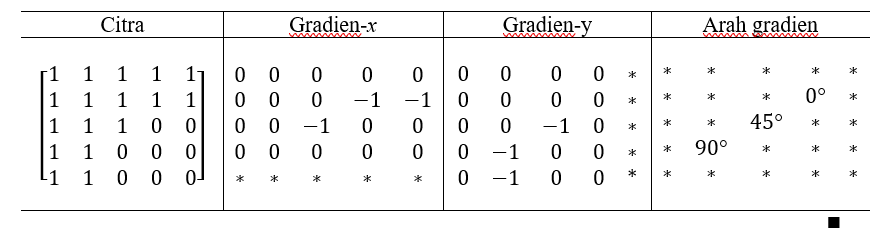 Citra Gradien-x Gradien-y Arah gradien
1 1 1 1 1 0 0 0 0 0 0 0 0 0 * * * * * *
1 1 1 1 1 0 0 0 −1 −1 0 0 0 0 * * * * 0° *
1 1 1 0 0 0 0 −1 0 0 0 0 −1 0 * * * 45° * *
1 1 0 0 0 0 0 0 0 0 0 −1 0 0 * * 90° * * *
1 1 0 0 0 * * * * * 0 −1 0 0 * * * * * *